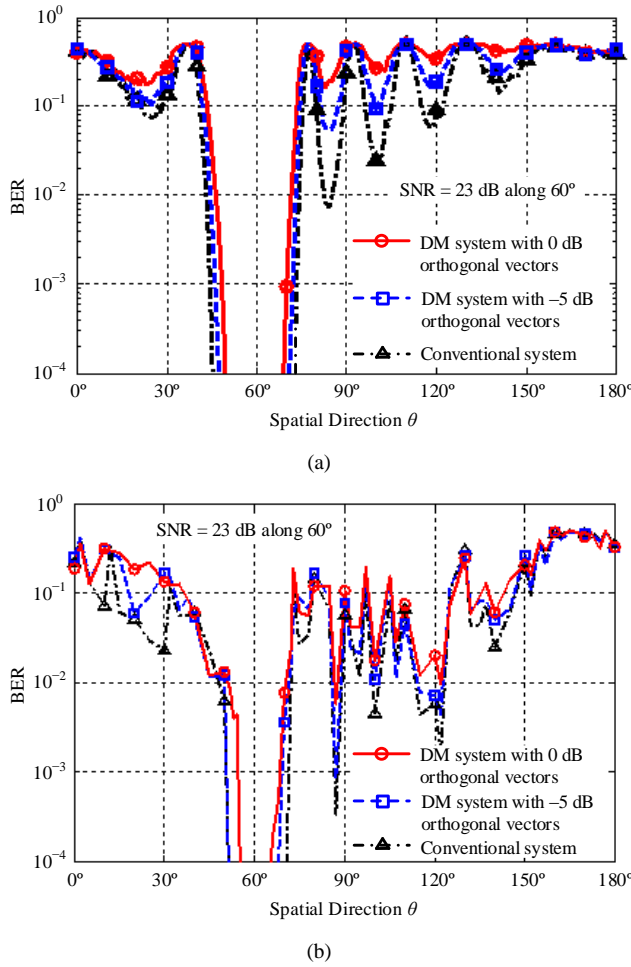 10⁰
10⁻¹
10⁻²
10⁻³
10⁻⁴
BER
SNR = 23 dB along 60º
DM system with 0 dB
orthogonal vectors
DM system with –5 dB
orthogonal vectors
Conventional system
0º 30º 60º 90º 120º 150º 180º
Spatial Direction θ
(a)
10⁰
10⁻¹
10⁻²
10⁻³
10⁻⁴
BER
SNR = 23 dB along 60º
DM system with 0 dB
orthogonal vectors
DM system with –5 dB
orthogonal vectors
Conventional system
0º 30º 60º 90º 120º 150º 180º
Spatial Direction θ
(b)